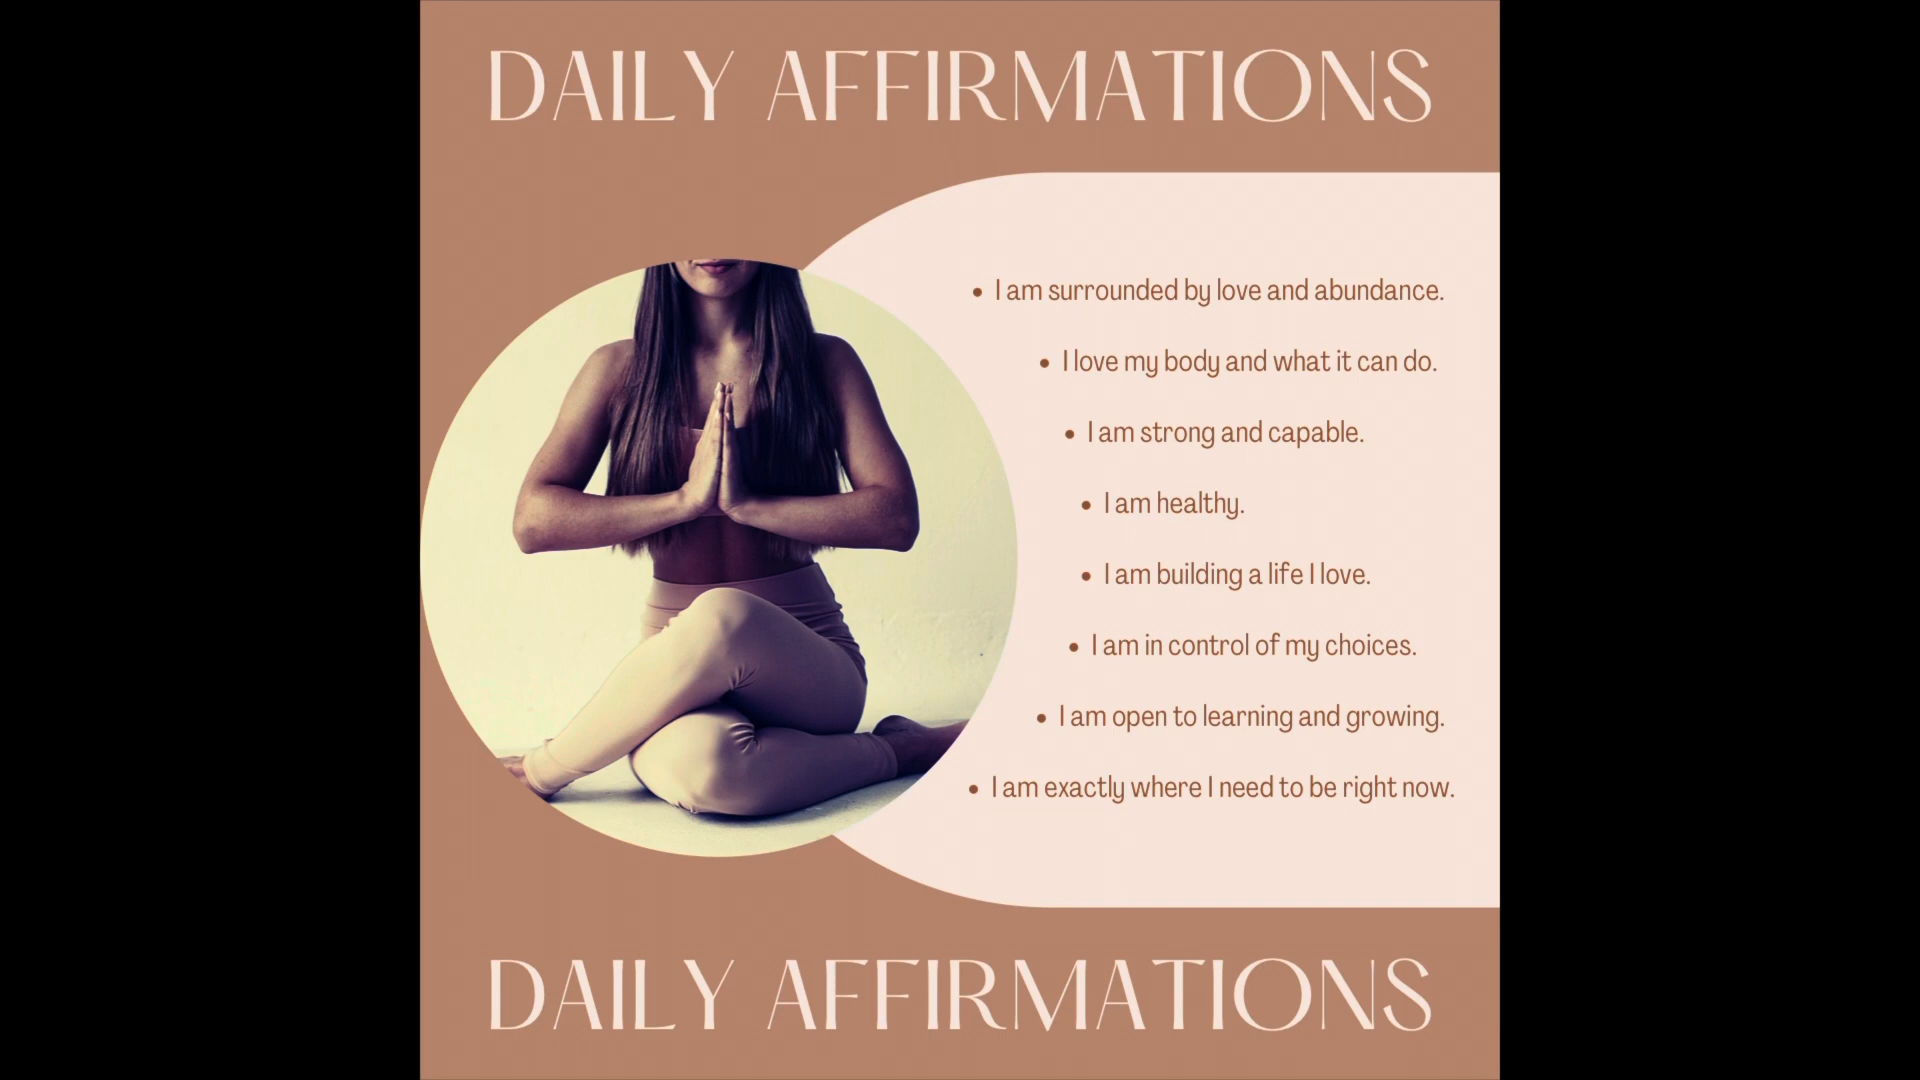 DAILY AFFIRMATIONS
• I am surrounded by love and abundance.
• I love my body and what it can do.
• I am strong and capable.
• I am healthy.
• I am building a life I love.
• I am in control of my choices.
• I am open to learning and growing.
• I am exactly where I need to be right now.
DAILY AFFIRMATIONS